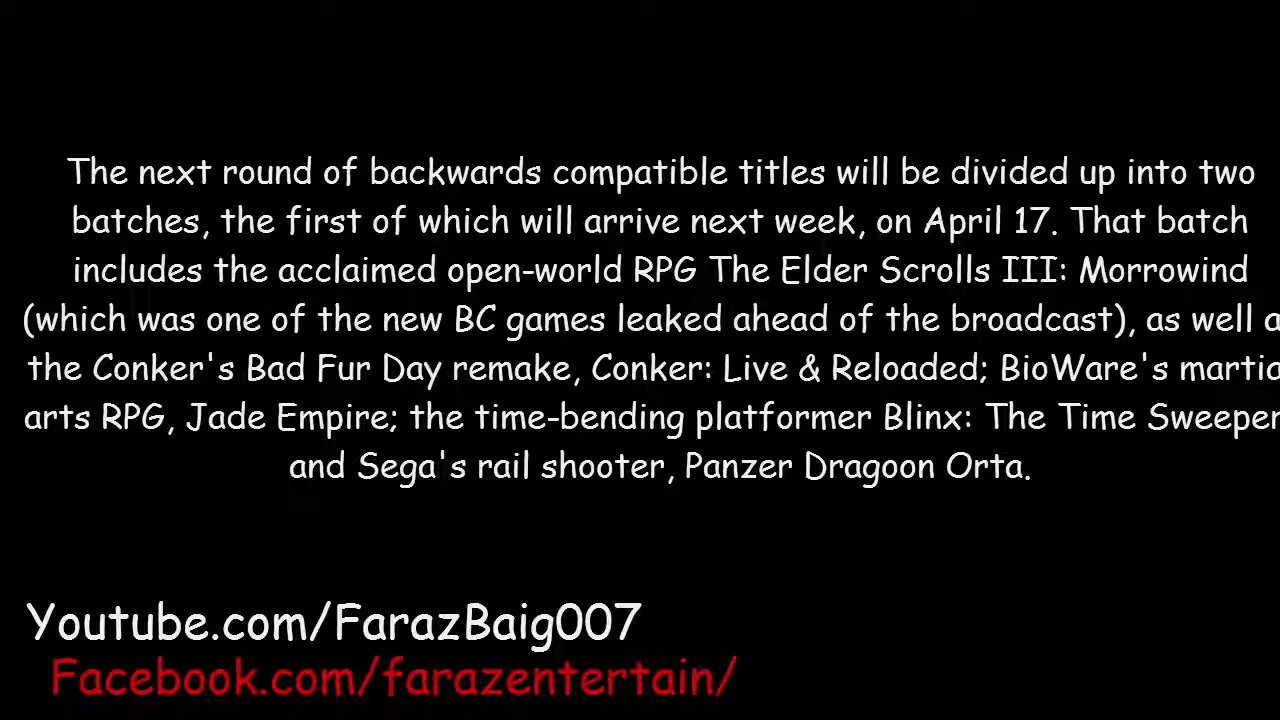 The next round of backwards compatible titles will be divided up into two
batches, the first of which will arrive next week, on April 17. That batch
includes the acclaimed open-world RPG The Elder Scrolls III: Morrowind
(which was one of the new BC games leaked ahead of the broadcast), as well a
the Conker's Bad Fur Day remake, Conker: Live & Reloaded; BioWare's martia
arts RPG, Jade Empire; the time-bending platformer Blinx: The Time Sweeper
and Sega's rail shooter, Panzer Dragoon Orta.
Youtube.com/FarazBaig007
Facebook.com/farazentertain/